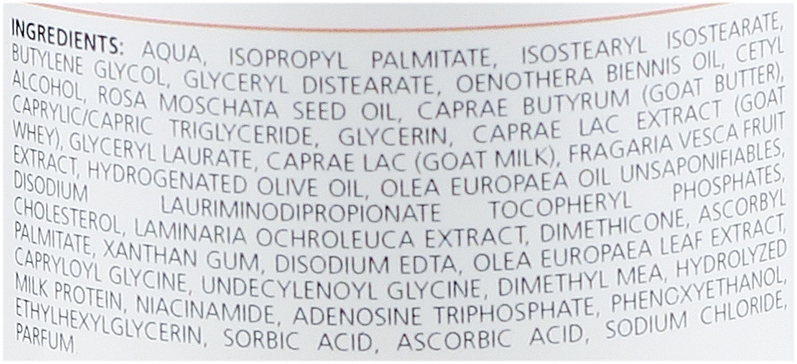 INGREDIENTS: AQUA, ISOPROPYL PALMITATE, ISOSTEARYL ISOSTEARATE,
BUTYLENE GLYCOL, GLYCERYL DISTEARATE, OENOTHERA BIENNIS OIL, CETYL
ALCOHOL, ROSA MOSCHATA SEED OIL, CAPRAE BUTYRUM (GOAT BUTTER),
CAPRYLIC/CAPRIC TRIGLYCERIDE, GLYCERIN, CAPRAE LAC EXTRACT (GOAT
WHEY), GLYCERYL LAURATE, CAPRAE LAC (GOAT MILK), FRAGARIA VESCA FRUIT
EXTRACT, HYDROGENATED OLIVE OIL, OLEA EUROPAEA OIL UNSAPONIFIABLES,
DISODIUM LAURIMINODIPROPIONATE TOCOPHERYL PHOSPHATES,
CHOLESTEROL, LAMINARIA OCHROLEUCA EXTRACT, DIMETHICONE, ASCORBYL
PALMITATE, XANTHAN GUM, DISODIUM EDTA, OLEA EUROPAEA LEAF EXTRACT,
CAPRYLOYL GLYCINE, UNDECYLENOYL GLYCINE, DIMETHYL MEA, HYDROLYZED
MILK PROTEIN, NIACINAMIDE, ADENOSINE TRIPHOSPHATE, PHENOXYETHANOL,
ETHYLHEXYLGLYCERIN, SORBIC ACID, ASCORBIC ACID, SODIUM CHLORIDE,
PARFUM